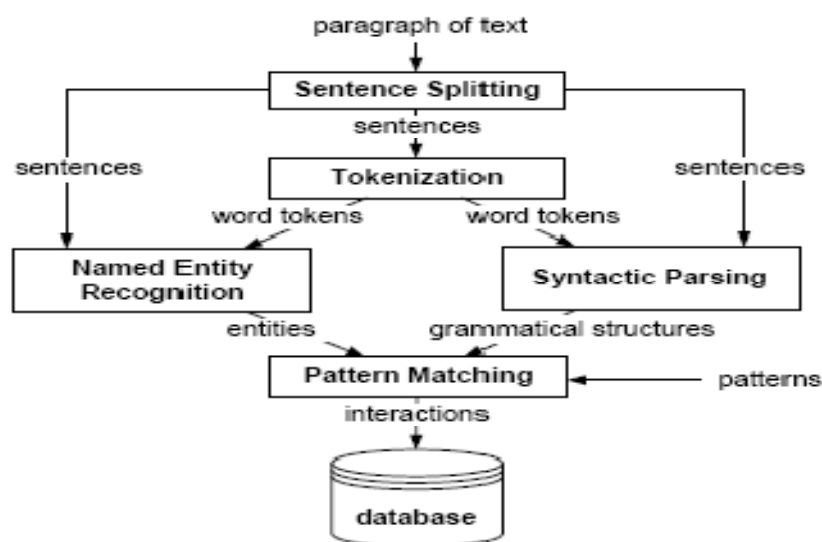 paragraph of text
Sentence Splitting
sentences
sentences
sentences
Tokenization
word tokens
word tokens
Named Entity
Recognition
Syntactic Parsing
entities
grammatical structures
Pattern Matching
patterns
interactions
database